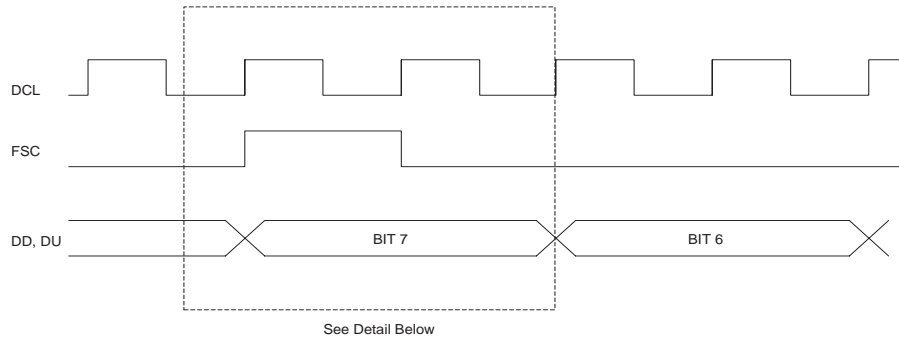 DCL
FSC
DD, DU
BIT 7
BIT 6
See Detail Below